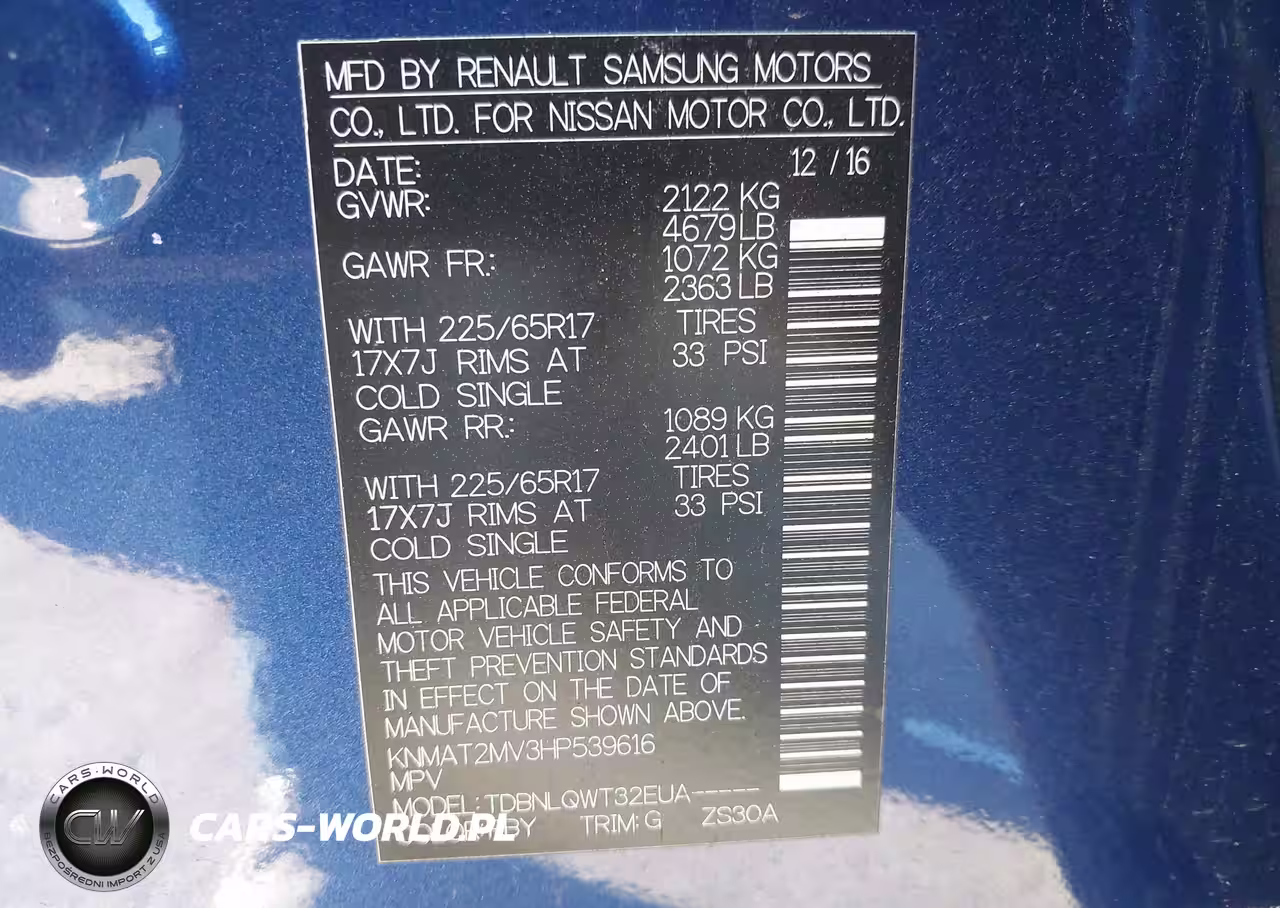 MFD BY RENAULT SAMSUNG MOTORS
CO., LTD. FOR NISSAN MOTOR CO., LTD.
DATE: 12 / 16
GVWR: 2122 KG
4679 LB
GAWR FR.: 1072 KG
2363 LB
WITH 225/65R17 TIRES
17X7J RIMS AT 33 PSI
COLD SINGLE
GAWR RR.: 1089 KG
2401 LB
WITH 225/65R17 TIRES
17X7J RIMS AT 33 PSI
COLD SINGLE
THIS VEHICLE CONFORMS TO
ALL APPLICABLE FEDERAL
MOTOR VEHICLE SAFETY AND
THEFT PREVENTION STANDARDS
IN EFFECT ON THE DATE OF
MANUFACTURE SHOWN ABOVE.
KNMAT2MV3HP539616
MPV
MODEL: TDBNLQWT32EUA-----
TRIM: G ZS30A
CARS-WORLD
CW
BEZPOŚREDNI IMPORT Z USA
CARS-WORLD.PL